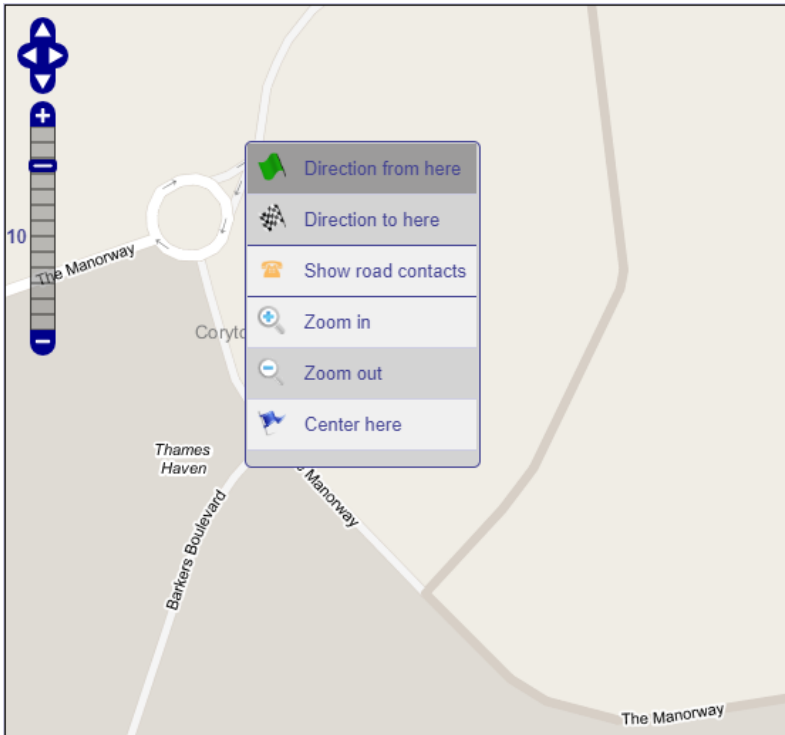 Direction from here
Direction to here
10
The Manorway
Show road contacts
Zoom in
Zoom out
Center here
Thames
Haven
Manorway
Barkers Boulevard
The Manorway